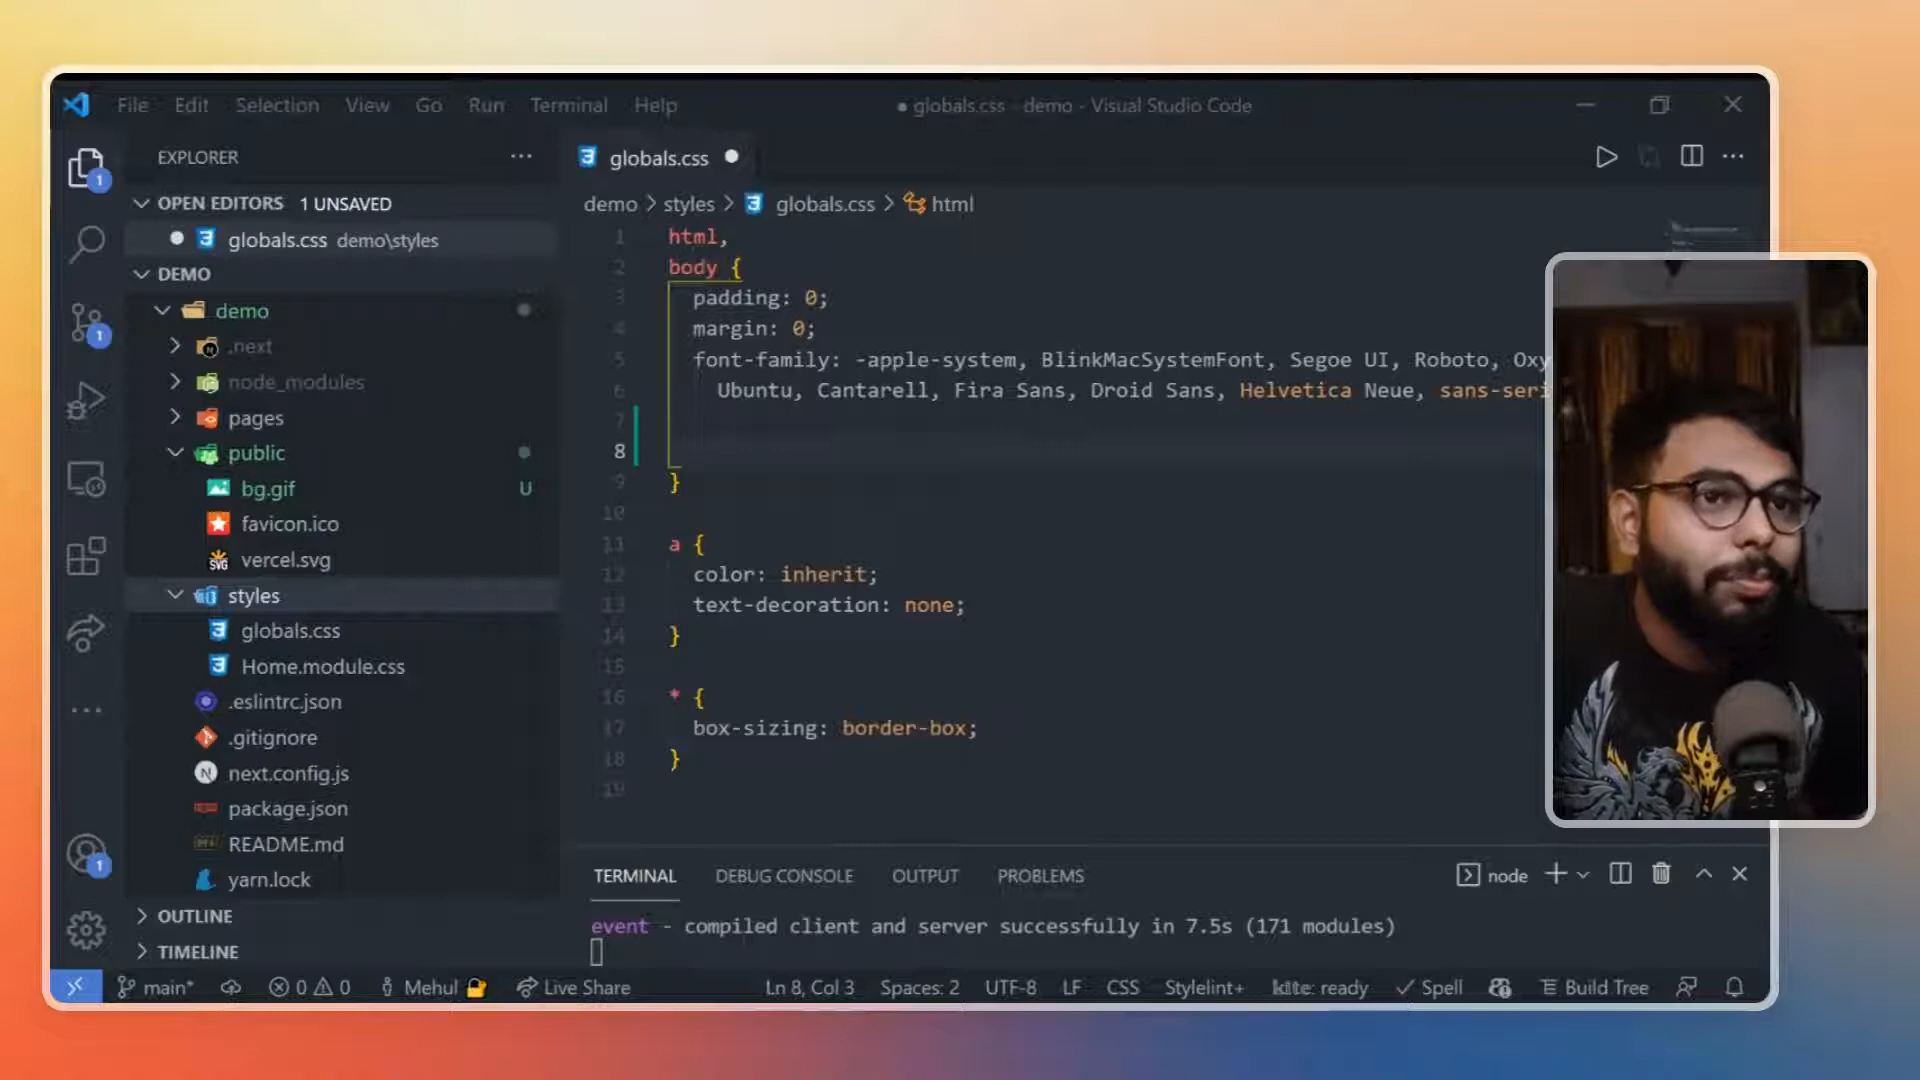 File Edit Selection View Go Run Terminal Help
● globals.css - demo - Visual Studio Code
EXPLORER
OPEN EDITORS 1 UNSAVED
globals.css demo\styles
DEMO
demo
.next
node_modules
pages
public
bg.gif U
favicon.ico
vercel.svg
styles
globals.css
Home.module.css
.eslintrc.json
.gitignore
next.config.js
package.json
README.md
yarn.lock
OUTLINE
TIMELINE
1
1
1
globals.css
demo > styles > globals.css > html
1 html,
2 body {
3 padding: 0;
4 margin: 0;
5 font-family: -apple-system, BlinkMacSystemFont, Segoe UI, Roboto, Oxy
6 Ubuntu, Cantarell, Fira Sans, Droid Sans, Helvetica Neue, sans-seri
7
8
9 }
10
11 a {
12 color: inherit;
13 text-decoration: none;
14 }
15
16 * {
17 box-sizing: border-box;
18 }
19
TERMINAL DEBUG CONSOLE OUTPUT PROBLEMS
node
event - compiled client and server successfully in 7.5s (171 modules)
main* 0 0 Mehul Live Share
Ln 8, Col 3 Spaces: 2 UTF-8 LF CSS Stylelint+ kite: ready Spell Build Tree